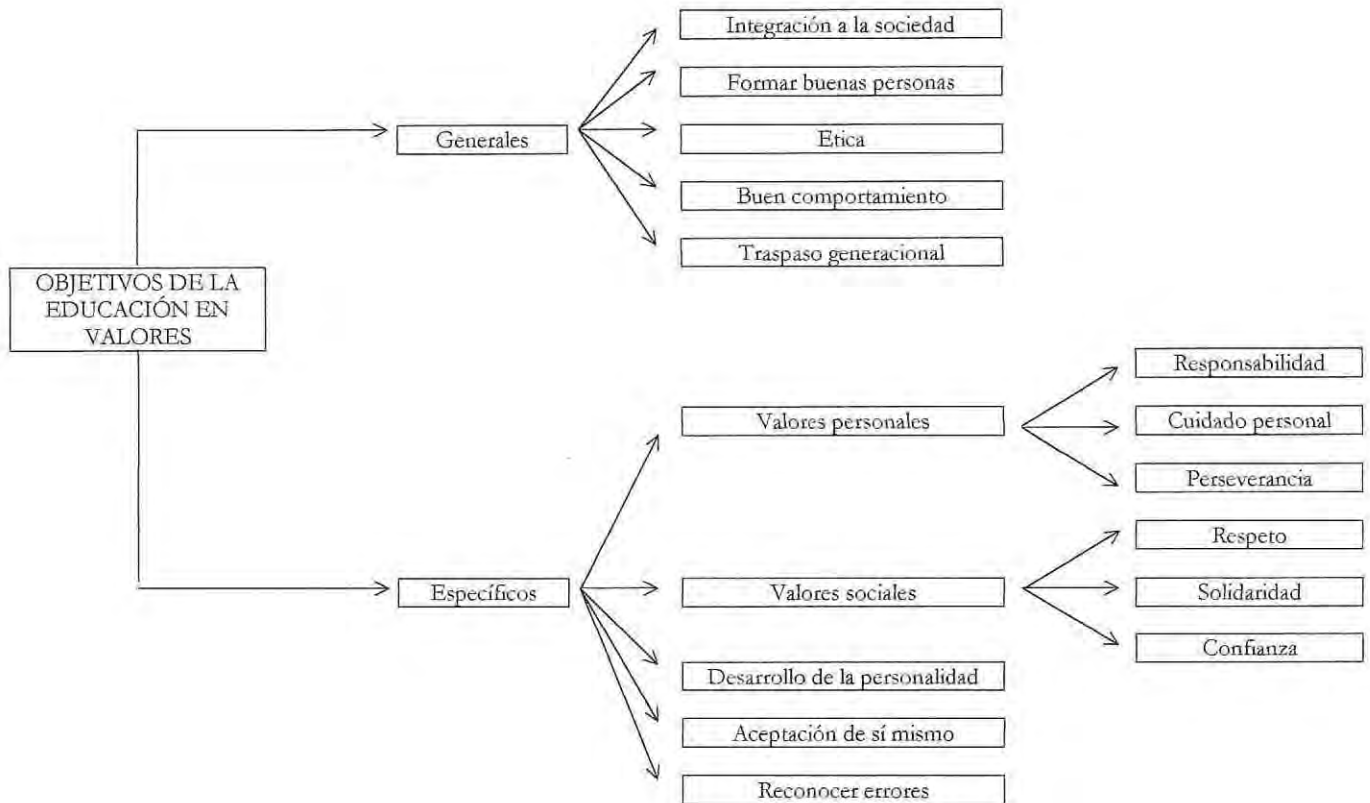 Integración a la sociedad
Formar buenas personas
Generales
Etica
Buen comportamiento
Traspaso generacional
OBJETIVOS DE LA
EDUCACIÓN EN
VALORES
Responsabilidad
Valores personales
Cuidado personal
Perseverancia
Respeto
Específicos
Valores sociales
Solidaridad
Confianza
Desarrollo de la personalidad
Aceptación de sí mismo
Reconocer errores